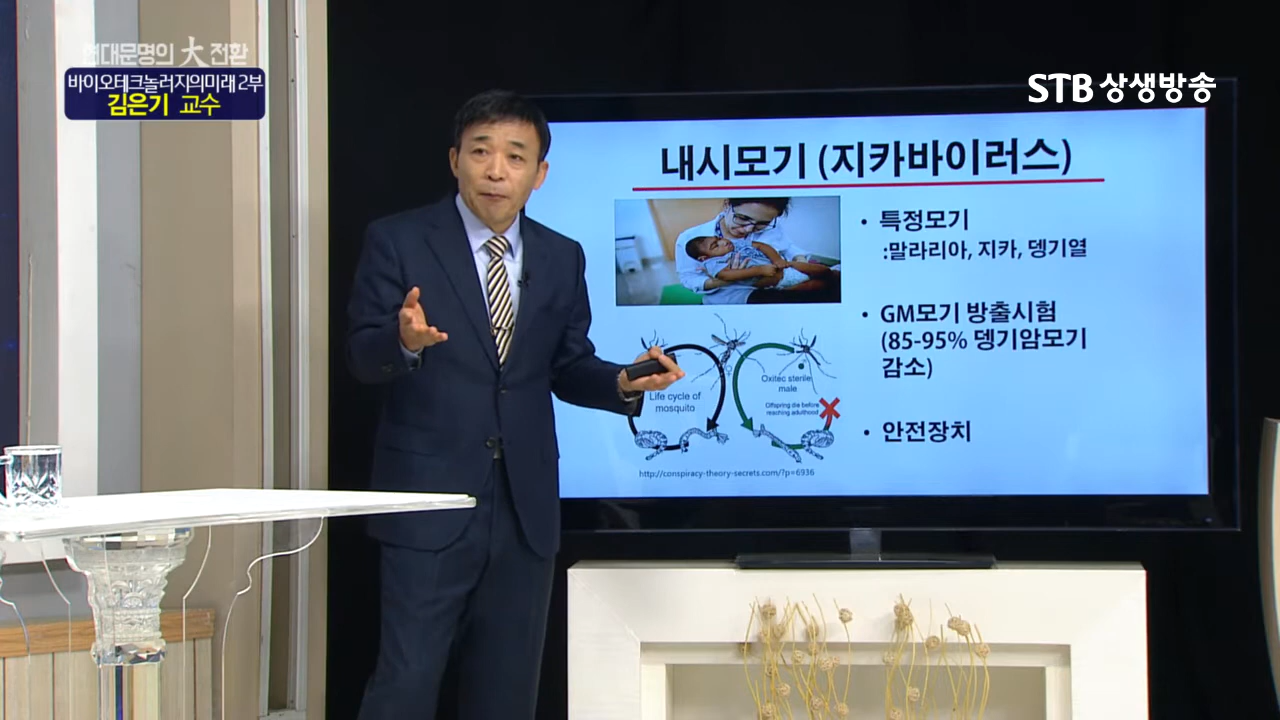 현대문명의 大 전환
바이오테크놀러지의미래 2부
김은기 교수
STB 상생방송
내시모기 (지카바이러스)
• 특정모기
:말라리아, 지카, 뎅기열
• GM모기 방출시험
(85-95% 뎅기암모기
감소)
• 안전장치
Life cycle of
mosquito
Oxitec sterile
male
Offspring die before
reaching adulthood
http://conspiracy-theory-secrets.com/?p=6936